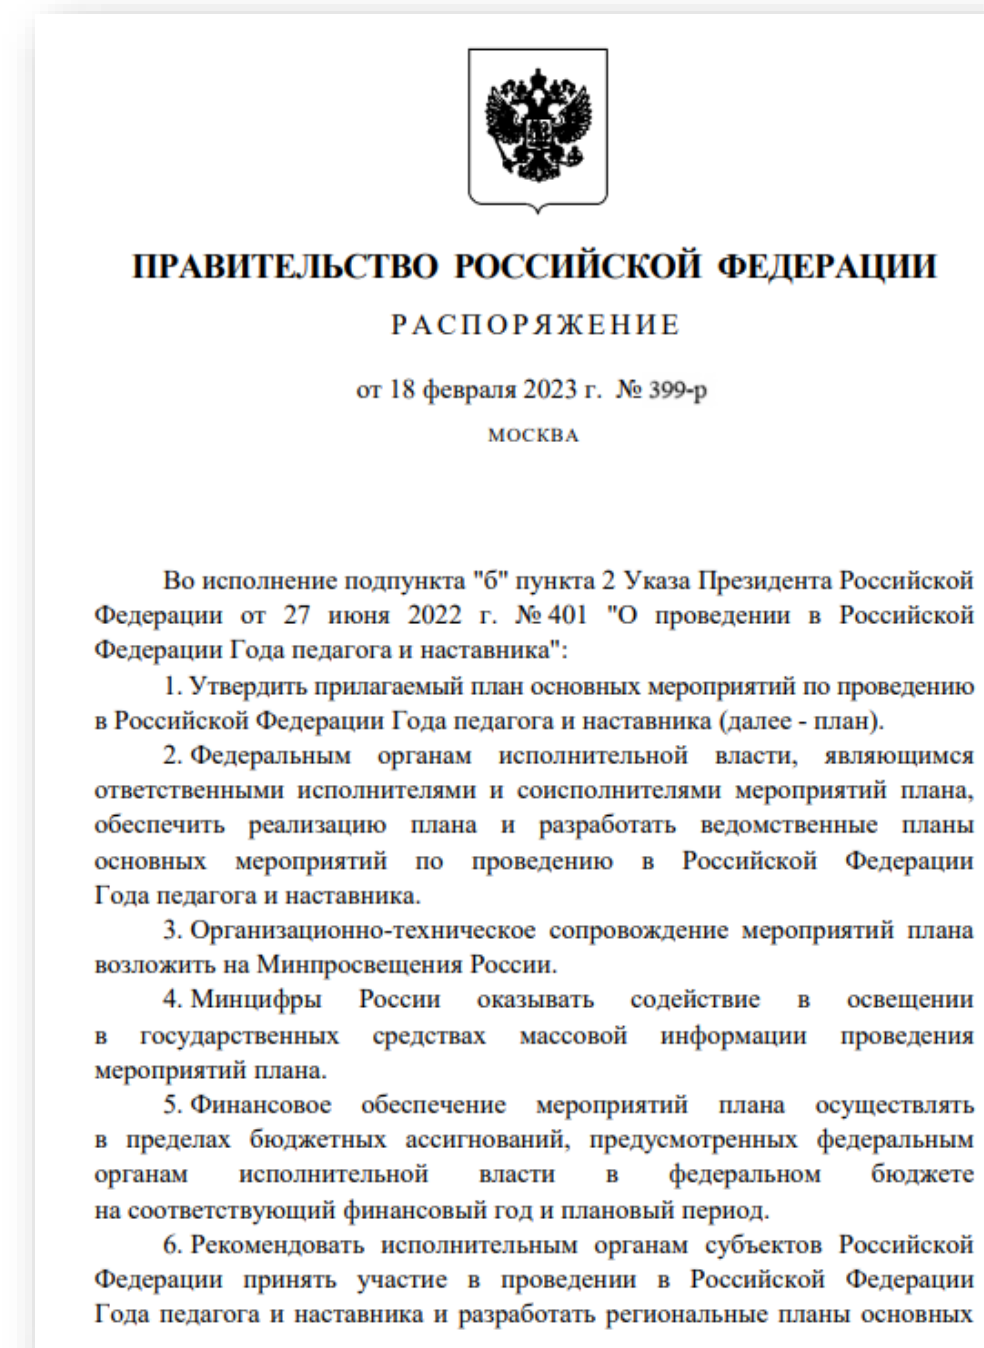 ПРАВИТЕЛЬСТВО РОССИЙСКОЙ ФЕДЕРАЦИИ
РАСПОРЯЖЕНИЕ
от 18 февраля 2023 г. № 399-р
МОСКВА
Во исполнение подпункта "б" пункта 2 Указа Президента Российской
Федерации от 27 июня 2022 г. № 401 "О проведении в Российской
Федерации Года педагога и наставника":
1. Утвердить прилагаемый план основных мероприятий по проведению
в Российской Федерации Года педагога и наставника (далее - план).
2. Федеральным органам исполнительной власти, являющимся
ответственными исполнителями и соисполнителями мероприятий плана,
обеспечить реализацию плана и разработать ведомственные планы
основных мероприятий по проведению в Российской Федерации
Года педагога и наставника.
3. Организационно-техническое сопровождение мероприятий плана
возложить на Минпросвещения России.
4. Минцифры России оказывать содействие в освещении
в государственных средствах массовой информации проведения
мероприятий плана.
5. Финансовое обеспечение мероприятий плана осуществлять
в пределах бюджетных ассигнований, предусмотренных федеральным
органам исполнительной власти в федеральном бюджете
на соответствующий финансовый год и плановый период.
6. Рекомендовать исполнительным органам субъектов Российской
Федерации принять участие в проведении в Российской Федерации
Года педагога и наставника и разработать региональные планы основных